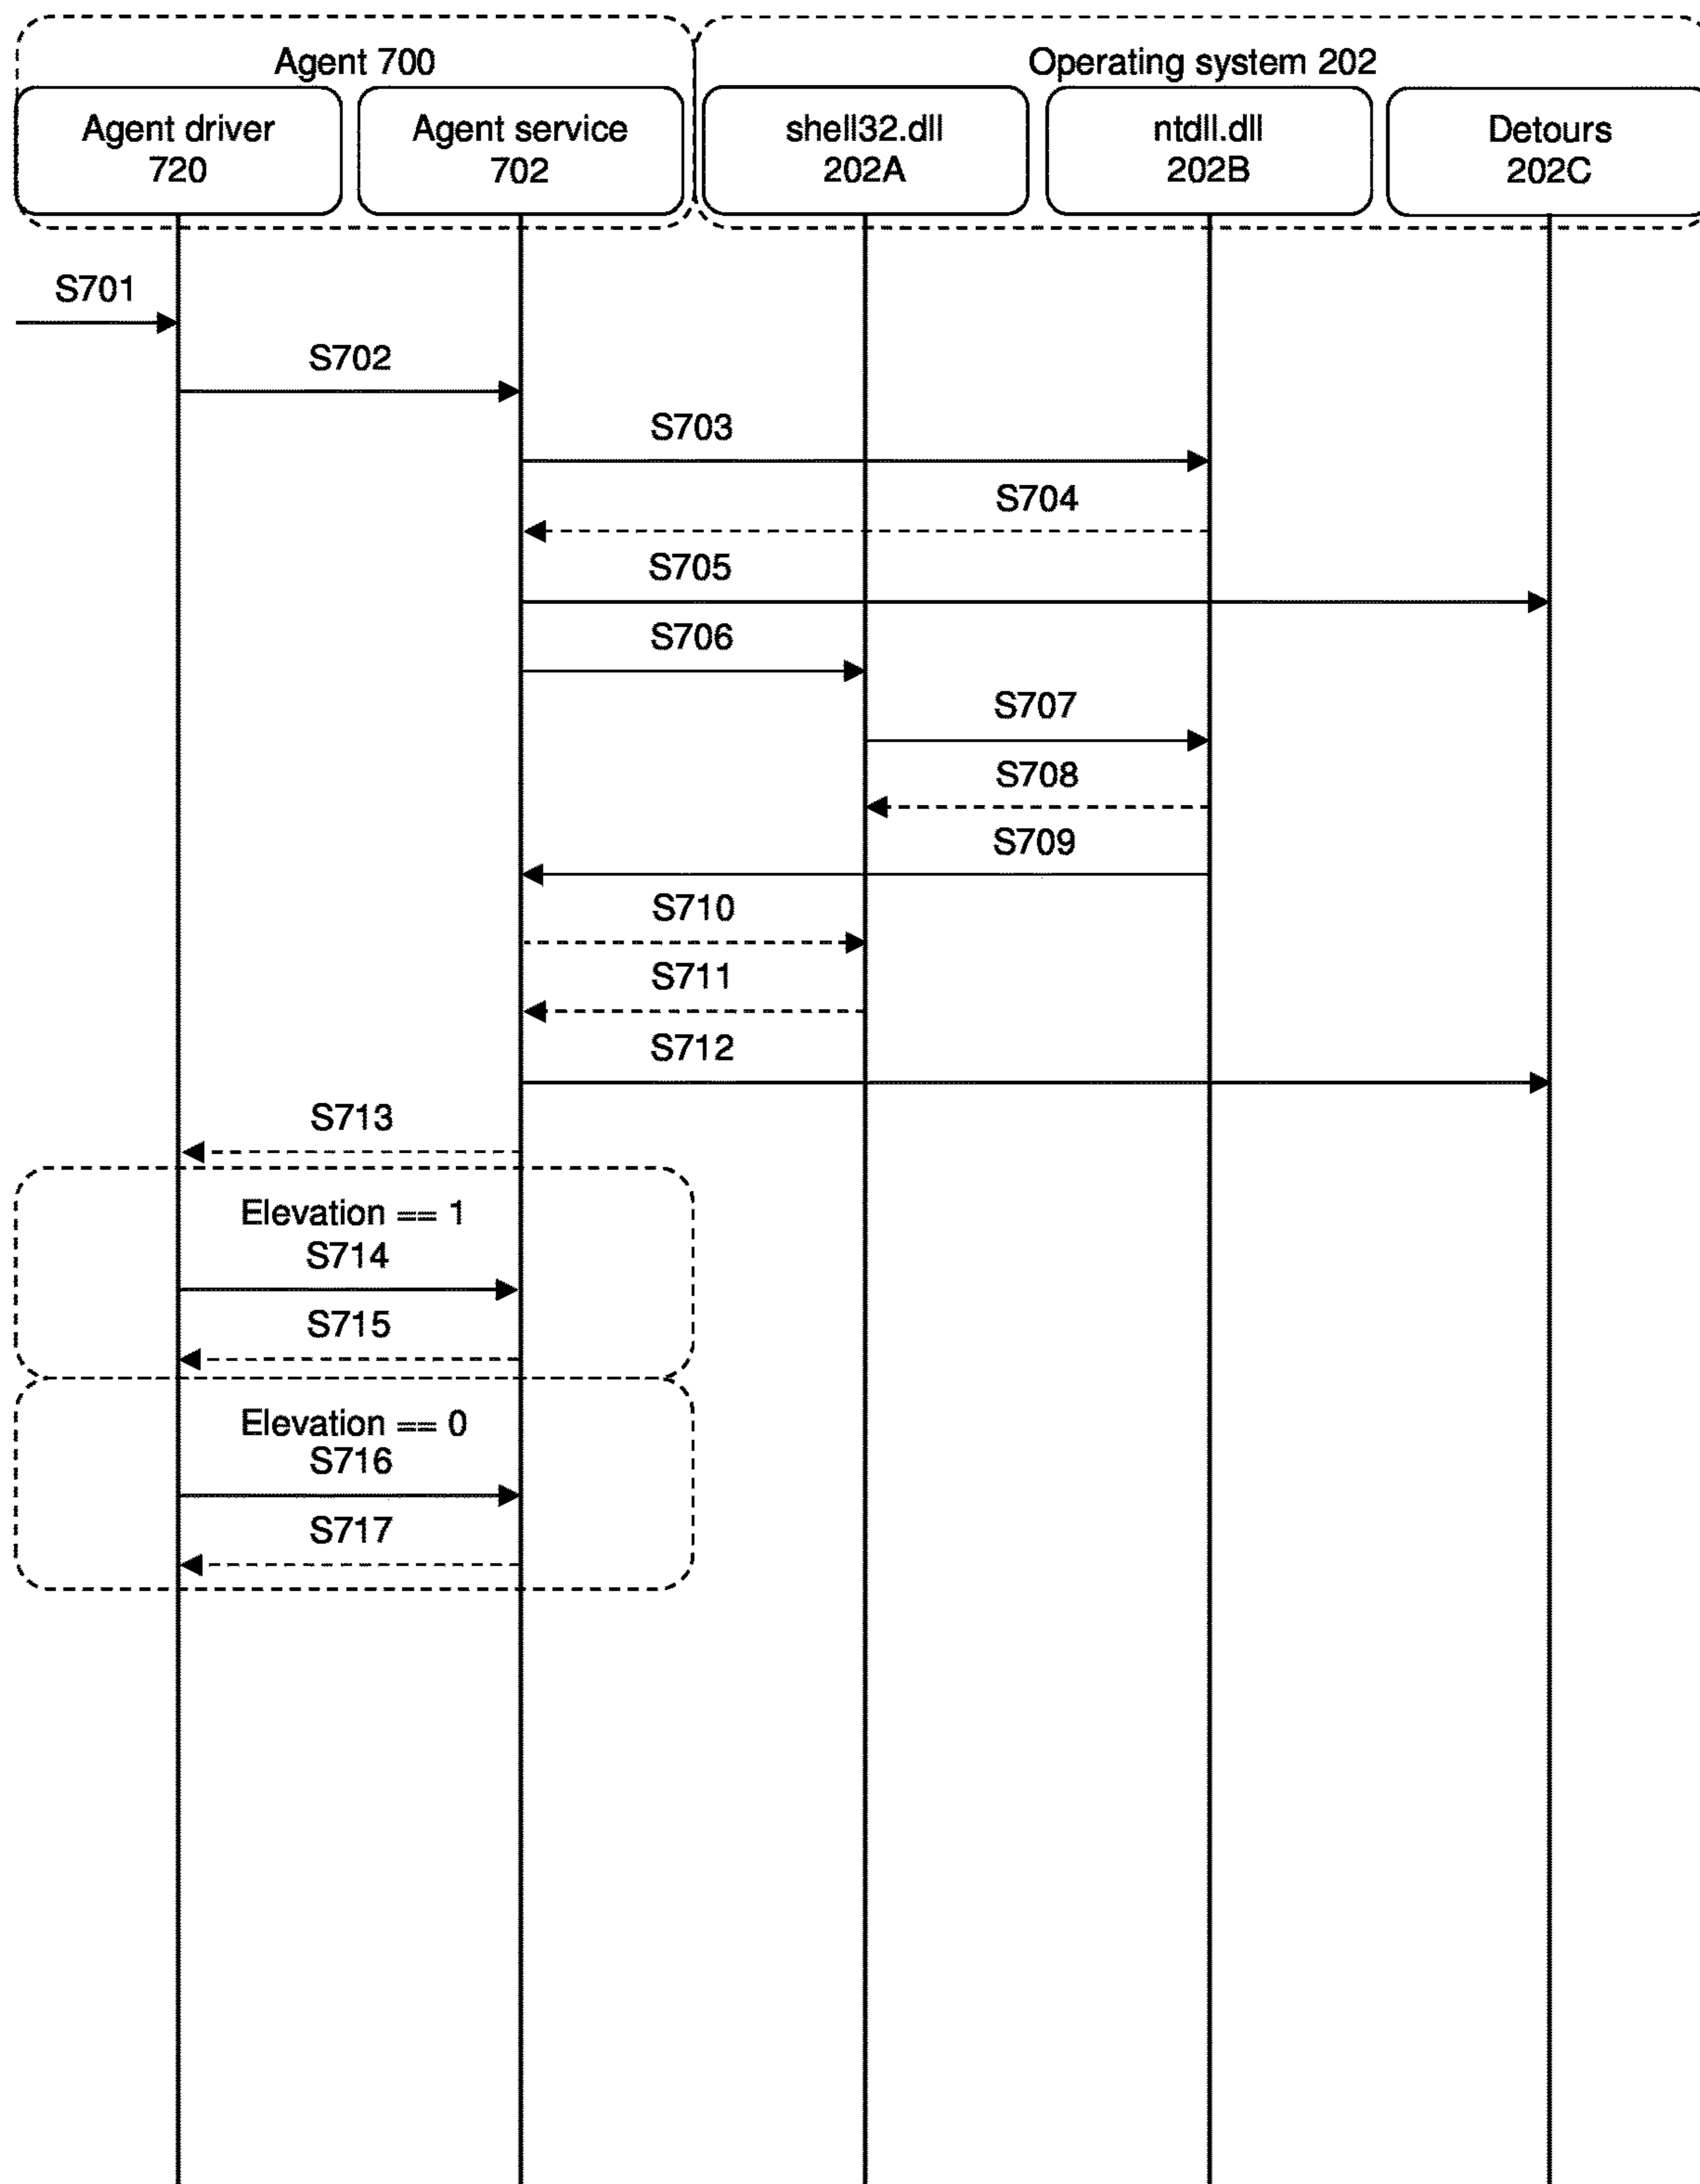 Agent 700
Operating system 202
Agent driver
720
Agent service
702
shell32.dll
202A
ntdll.dll
202B
Detours
202C
S701
S702
S703
S704
S705
S706
S707
S708
S709
S710
S711
S712
S713
Elevation == 1
S714
S715
Elevation == 0
S716
S717